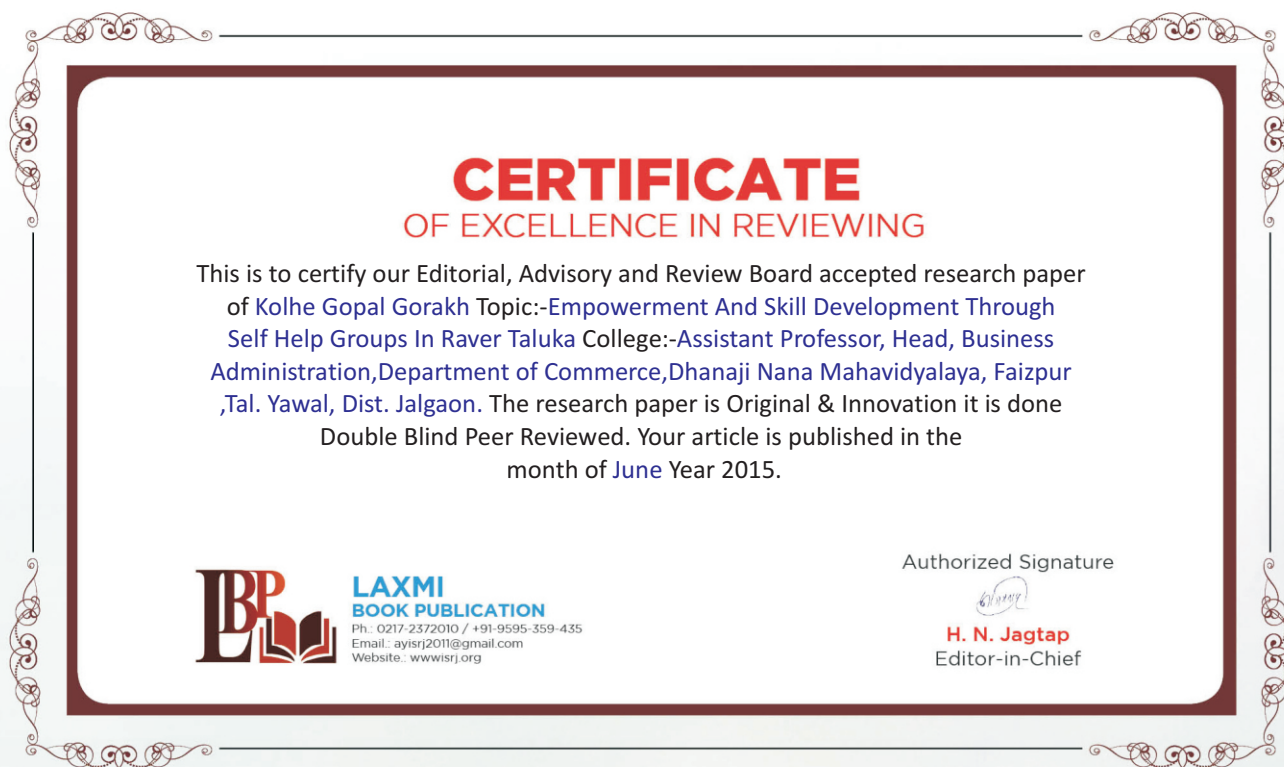 CERTIFICATE
OF EXCELLENCE IN REVIEWING
This is to certify our Editorial, Advisory and Review Board accepted research paper
of Kolhe Gopal Gorakh Topic:-Empowerment And Skill Development Through
Self Help Groups In Raver Taluka College:-Assistant Professor, Head, Business
Administration,Department of Commerce,Dhanaji Nana Mahavidyalaya, Faizpur
,Tal. Yawal, Dist. Jalgaon. The research paper is Original & Innovation it is done
Double Blind Peer Reviewed. Your article is published in the
month of June Year 2015.
LBP
LAXMI
BOOK PUBLICATION
Ph.: 0217-2372010 / +91-9595-359-435
Email.: ayisrj2011@gmail.com
Website.: wwwisrj.org
Authorized Signature
H. N. Jagtap
Editor-in-Chief